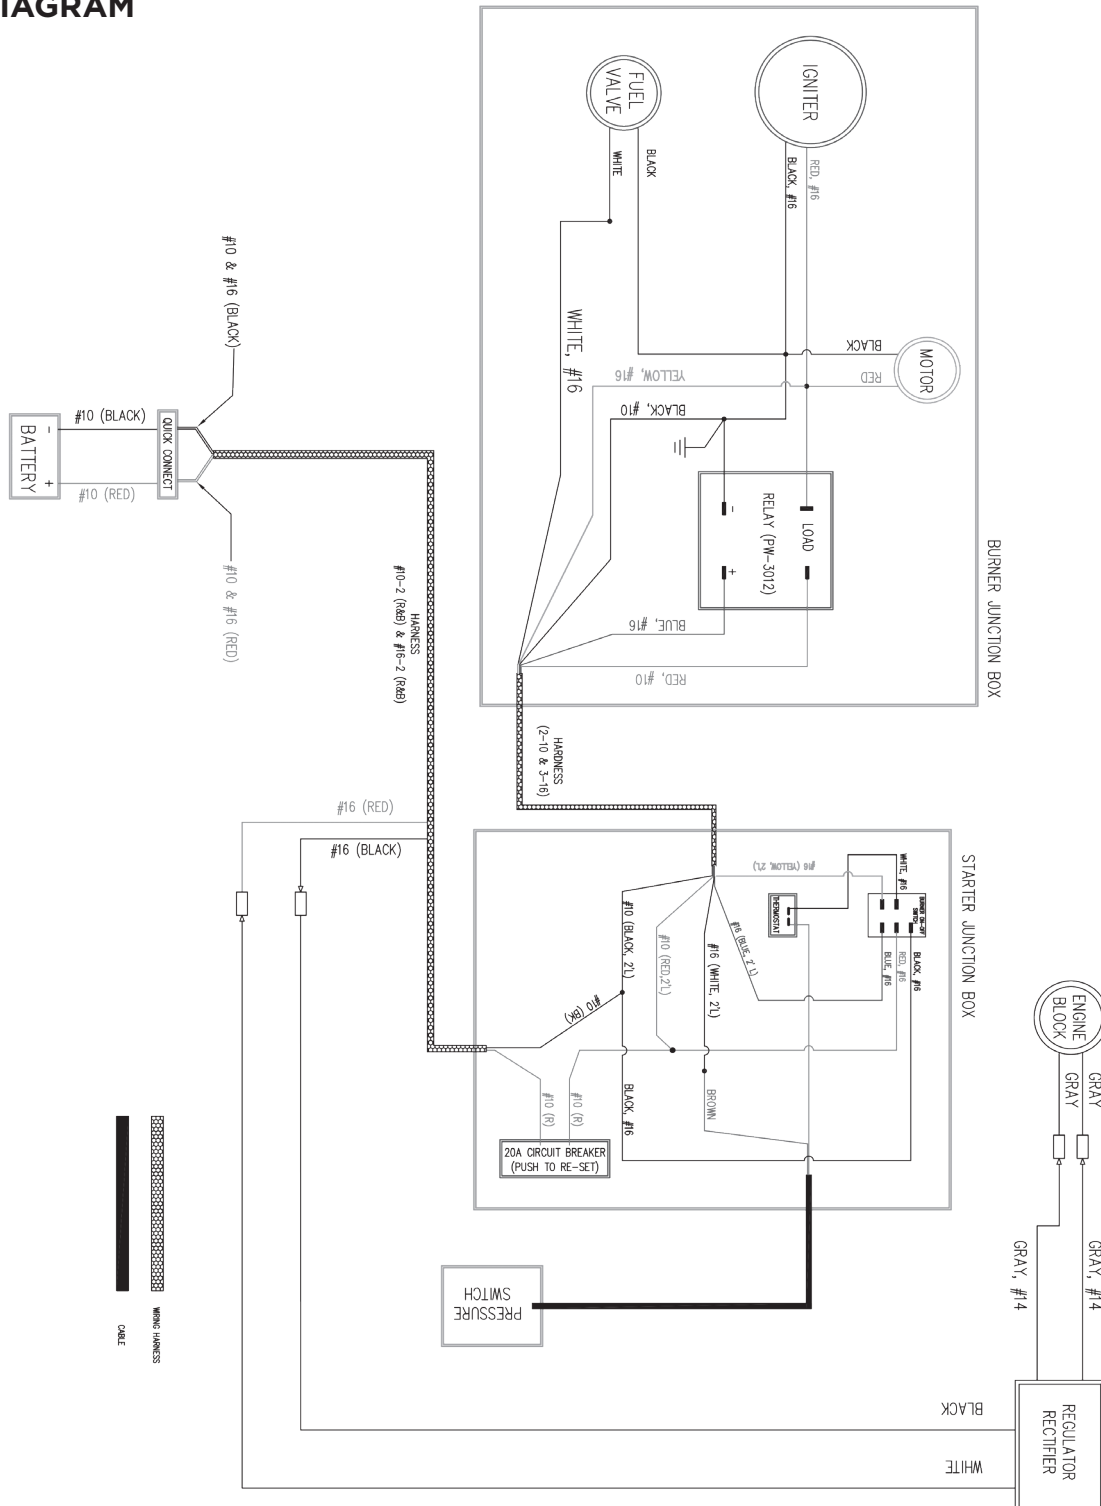 IAGRAM
IGNITER
FUEL
VALVE
WHITE
BLACK
BLACK, #16
RED, #16
WHITE, #16
BLACK
RED
MOTOR
YELLOW, #16
BLACK, #10
RELAY (PW-3012)
LOAD
-
+
BLUE, #16
RED, #10
BURNER JUNCTION BOX
#10 & #16 (BLACK)
#10 (BLACK)
QUICK CONNECT
BATTERY
-
+
#10 (RED)
#10 & #16 (RED)
HARNESS
#10-2 (R&B) & #16-2 (R&B)
HARDNESS
(2-10 & 3-16)
#16 (RED)
#16 (BLACK)
STARTER JUNCTION BOX
#16 (YELLOW, 2'L)
WHITE, #16
BURNER ON-OFF
SWITCH
THERMOSTAT
BLACK, #16
RED, #16
BLUE, #16
#16 (BLUE, 2'L)
#16 (WHITE, 2'L)
#10 (RED,2'L)
#10 (BLACK, 2'L)
#10 (BK)
BLACK, #16
BROWN
#10 (R)
#10 (R)
20A CIRCUIT BREAKER
(PUSH TO RE-SET)
ENGINE
BLOCK
GRAY
GRAY
GRAY, #14
GRAY, #14
PRESSURE
SWITCH
WIRING HARNESS
CABLE
BLACK
WHITE
REGULATOR
RECTIFIER